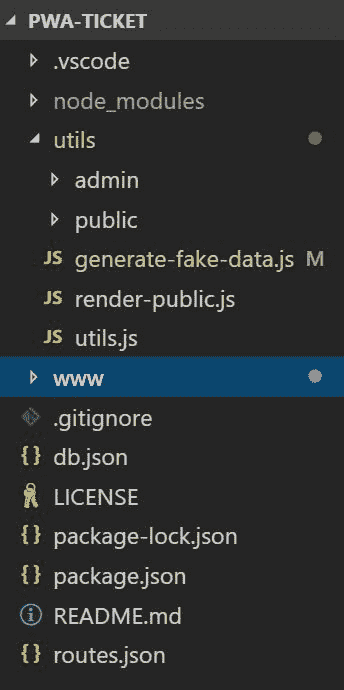 PWA-TICKET
.vscode
node_modules
utils
admin
public
JS generate-fake-data.js M
JS render-public.js
JS utils.js
www
.gitignore
{} db.json
LICENSE
{} package-lock.json
{} package.json
README.md
{} routes.json